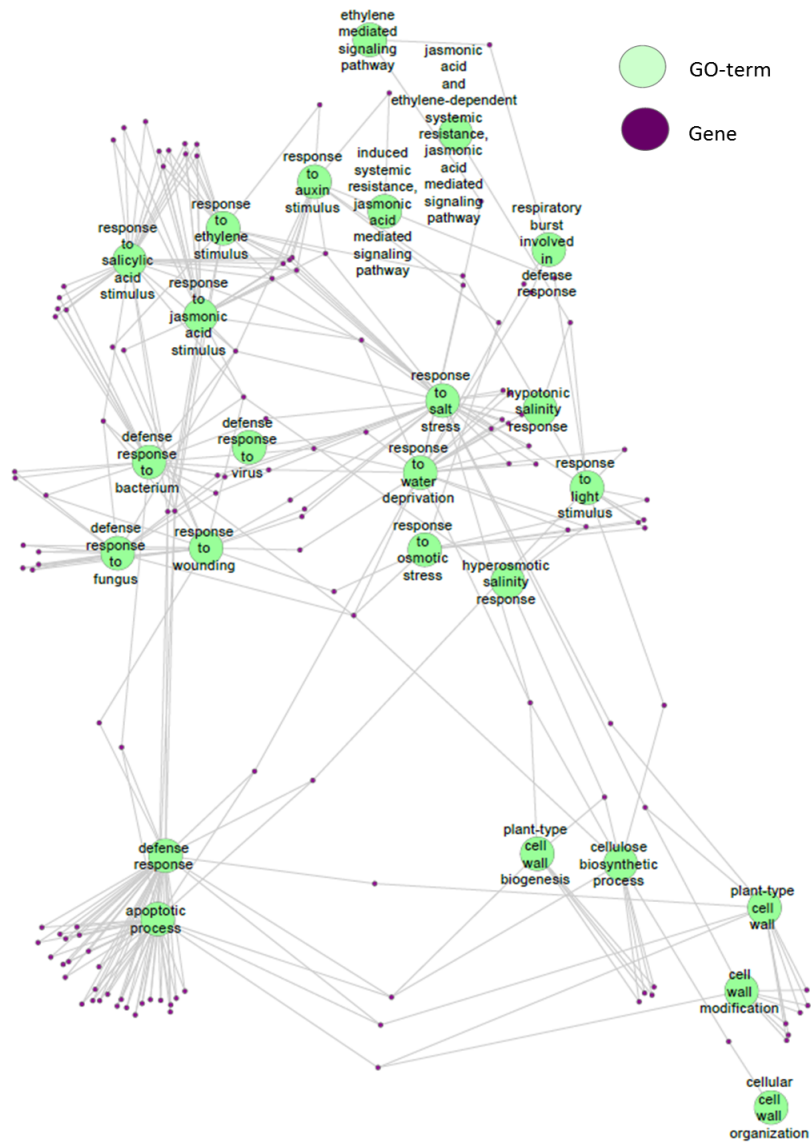 ethylene
mediated
signaling
pathway
GO-term
Gene
jasmonic
acid
and
ethylene-dependent
systemic
resistance,
jasmonic
acid
mediated
signaling
pathway
induced
systemic
resistance,
jasmonic
acid
mediated
signaling
pathway
response
to
auxin
stimulus
response
to
ethylene
stimulus
respiratory
burst
involved
in
defense
response
response
to
salicylic
acid
stimulus
response
to
jasmonic
acid
stimulus
response
to
salt
stress
hypotonic
salinity
response
defense
response
to
virus
defense
response
to
bacterium
response
to
water
deprivation
response
to
light
stimulus
defense
response
to
fungus
response
to
wounding
response
to
osmotic
stress
hyperosmotic
salinity
response
defense
response
apoptotic
process
plant-type
cell
wall
biogenesis
cellulose
biosynthetic
process
plant-type
cell
wall
cell
wall
modification
cellular
cell
wall
organization